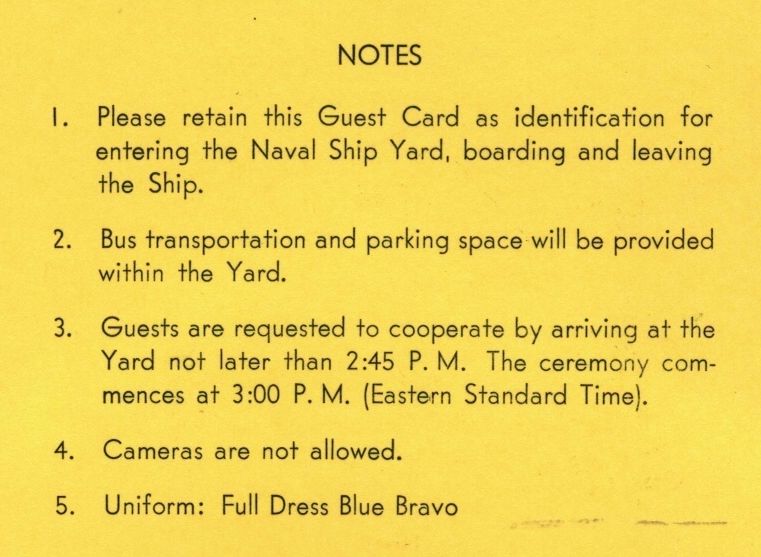 NOTES
1. Please retain this Guest Card as identification for
entering the Naval Ship Yard, boarding and leaving
the Ship.
2. Bus transportation and parking space will be provided
within the Yard.
3. Guests are requested to cooperate by arriving at the
Yard not later than 2:45 P. M. The ceremony com-
mences at 3:00 P. M. (Eastern Standard Time).
4. Cameras are not allowed.
5. Uniform: Full Dress Blue Bravo